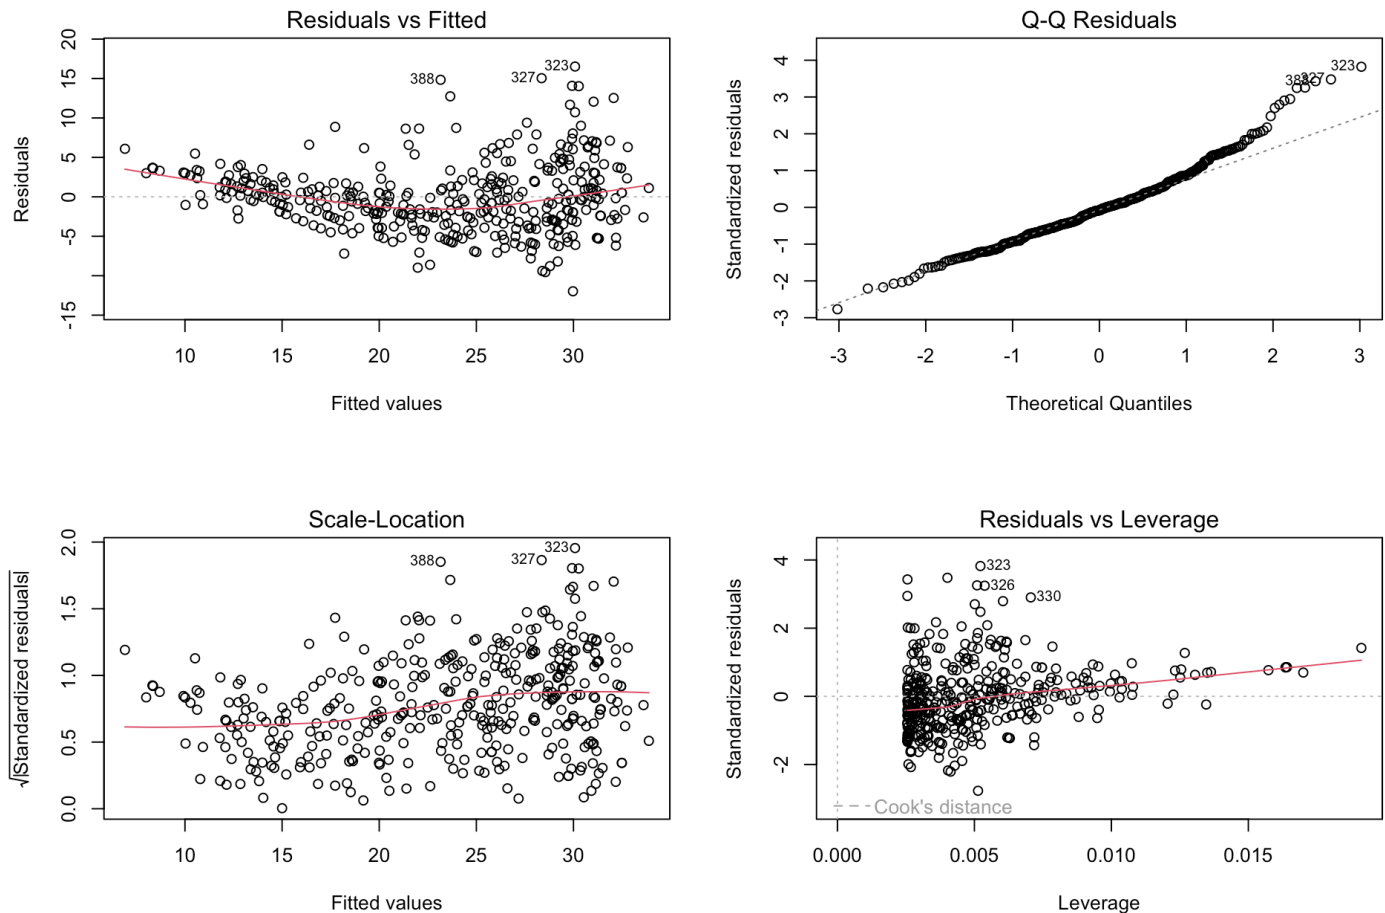 Residuals vs Fitted
Residuals
20
15
10
5
0
-5
-15
388
327
323
10 15 20 25 30
Fitted values
Q-Q Residuals
Standardized residuals
4
3
2
1
0
-1
-2
-3
323
-3 -2 -1 0 1 2 3
Theoretical Quantiles
Scale-Location
√|Standardized residuals|
2.0
1.5
1.0
0.5
0.0
388
327
323
10 15 20 25 30
Fitted values
Residuals vs Leverage
Standardized residuals
4
2
0
-2
323
326
330
Cook's distance
0.000 0.005 0.010 0.015
Leverage